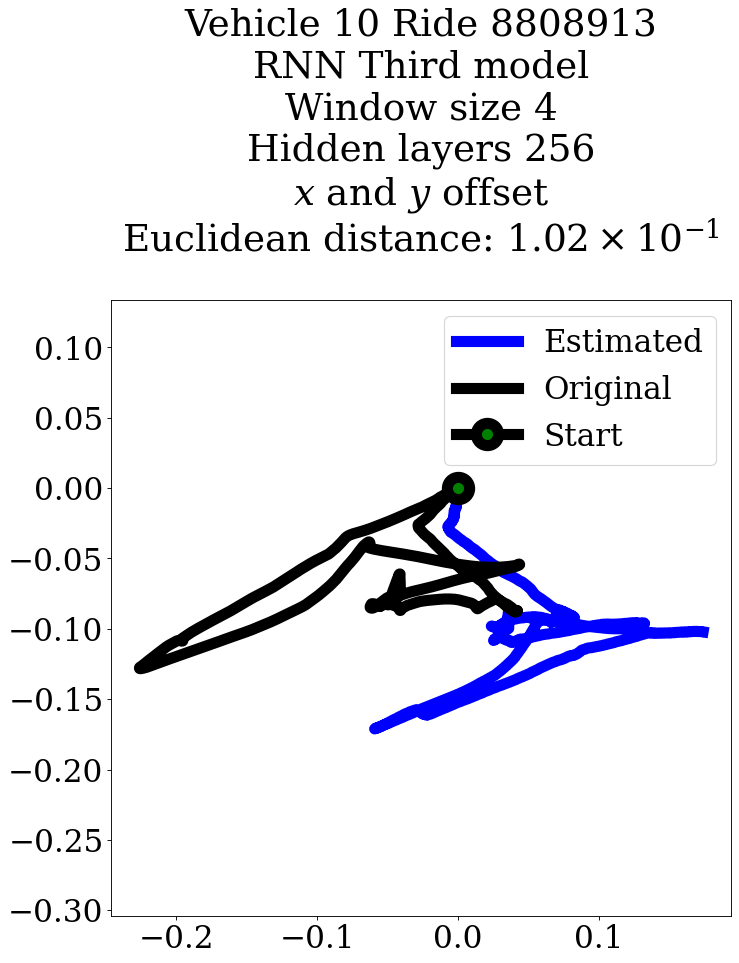 Vehicle 10 Ride 8808913
RNN Third model
Window size 4
Hidden layers 256
x and y offset
Euclidean distance: 1.02 × 10⁻¹
Estimated
Original
Start
0.10
0.05
0.00
−0.05
−0.10
−0.15
−0.20
−0.25
−0.30
−0.2 −0.1 0.0 0.1